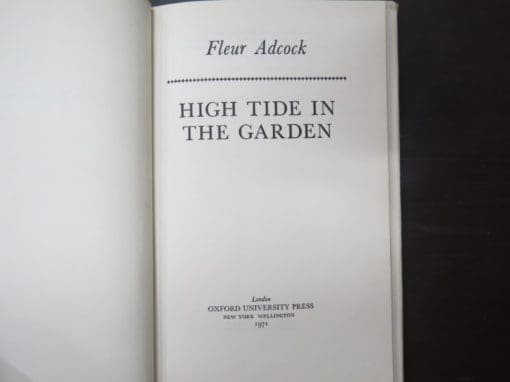 Fleur Adcock
HIGH TIDE IN
THE GARDEN
London
OXFORD UNIVERSITY PRESS
NEW YORK WELLINGTON
1971